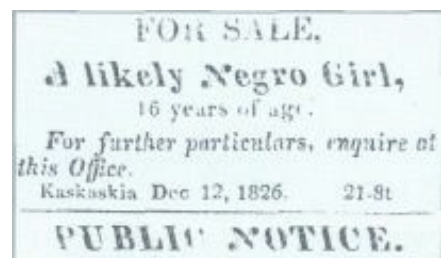 FOR SALE,
A likely Negro Girl,
16 years of age.
For further particulars, enquire at
this Office.
Kaskaskia Dec 12, 1826. 21-8t
PUBLIC NOTICE.